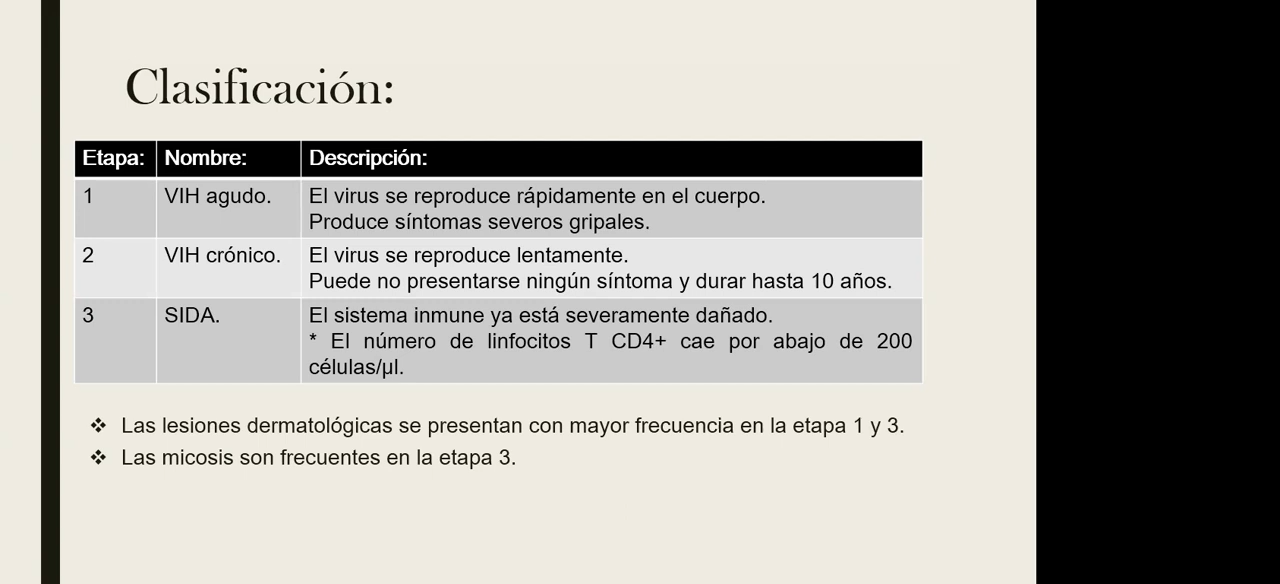 Clasificación:
Etapa: Nombre: Descripción:
1 VIH agudo. El virus se reproduce rápidamente en el cuerpo.
Produce síntomas severos gripales.
2 VIH crónico. El virus se reproduce lentamente.
Puede no presentarse ningún síntoma y durar hasta 10 años.
3 SIDA. El sistema inmune ya está severamente dañado.
* El número de linfocitos T CD4+ cae por abajo de 200
células/µl.
❖ Las lesiones dermatológicas se presentan con mayor frecuencia en la etapa 1 y 3.
❖ Las micosis son frecuentes en la etapa 3.